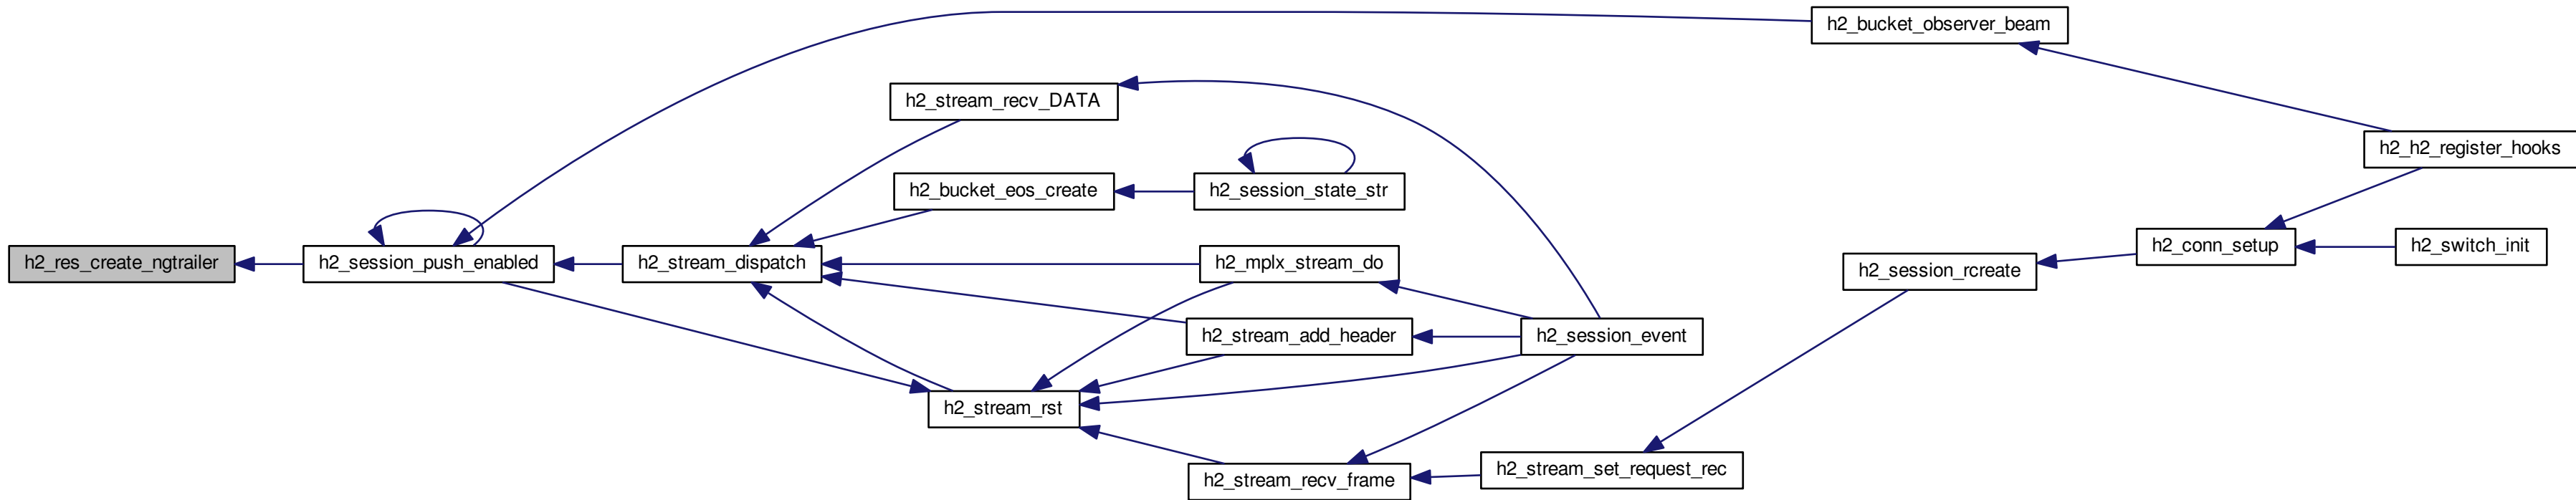 h2_bucket_observer_beam
h2_stream_recv_DATA
h2_h2_register_hooks
h2_bucket_eos_create
h2_session_state_str
h2_conn_setup
h2_switch_init
h2_res_create_ngtrailer
h2_session_push_enabled
h2_stream_dispatch
h2_mplx_stream_do
h2_session_rcreate
h2_stream_add_header
h2_session_event
h2_stream_rst
h2_stream_set_request_rec
h2_stream_recv_frame